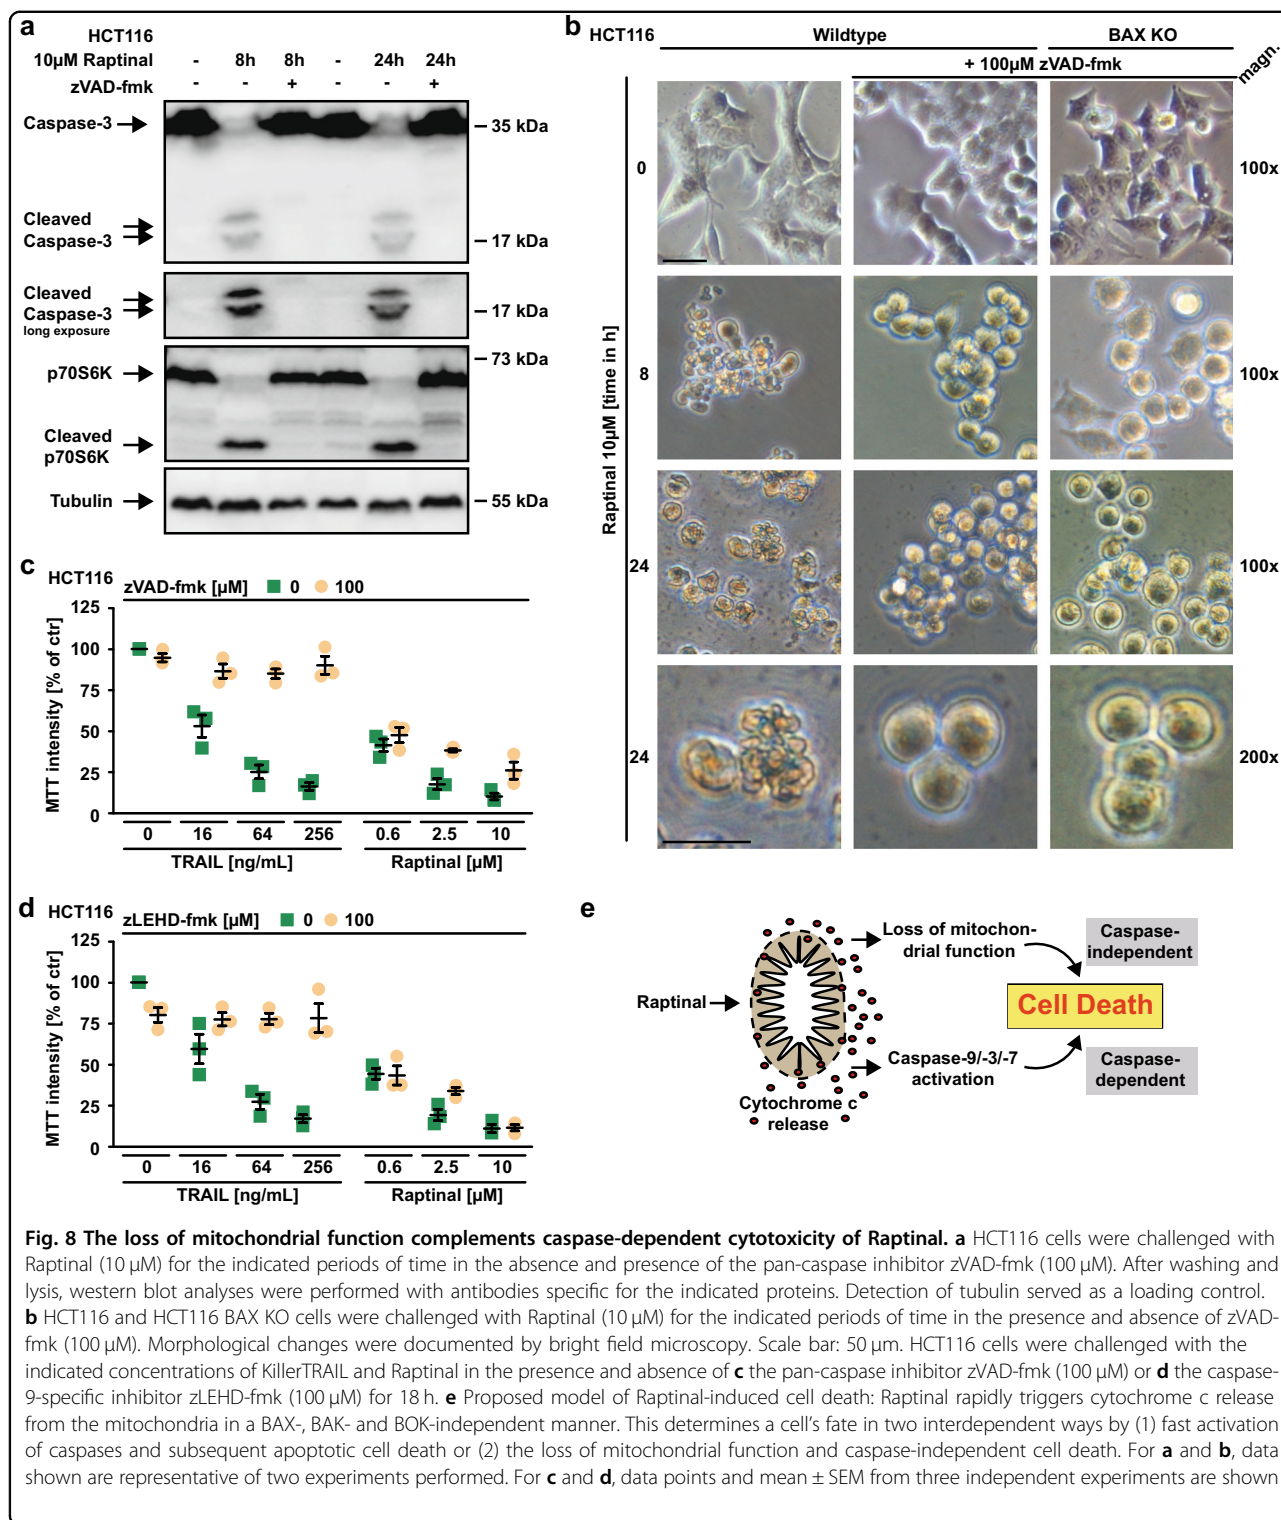 a
HCT116
10µM Raptinal - 8h 8h - 24h 24h
zVAD-fmk - - + - - +
Caspase-3
35 kDa
Cleaved
Caspase-3
17 kDa
Cleaved
Caspase-3
long exposure
17 kDa
73 kDa
p70S6K
Cleaved
p70S6K
Tubulin
55 kDa
b
HCT116 Wildtype BAX KO
+ 100µM zVAD-fmk
magn.
Raptinal 10µM [time in h]
0 100x
8 100x
24 100x
24 200x
c
HCT116
zVAD-fmk [µM] 0 100
MTT intensity [% of ctr]
125
100
75
50
25
0
0 16 64 256 0.6 2.5 10
TRAIL [ng/mL] Raptinal [µM]
d
HCT116
zLEHD-fmk [µM] 0 100
MTT intensity [% of ctr]
125
100
75
50
25
0
0 16 64 256 0.6 2.5 10
TRAIL [ng/mL] Raptinal [µM]
e
Raptinal
Cytochrome c
release
Loss of mitochon-
drial function
Caspase-
independent
Cell Death
Caspase-9/-3/-7
activation
Caspase-
dependent
Fig. 8 The loss of mitochondrial function complements caspase-dependent cytotoxicity of Raptinal. a HCT116 cells were challenged with
Raptinal (10 µM) for the indicated periods of time in the absence and presence of the pan-caspase inhibitor zVAD-fmk (100 µM). After washing and
lysis, western blot analyses were performed with antibodies specific for the indicated proteins. Detection of tubulin served as a loading control.
b HCT116 and HCT116 BAX KO cells were challenged with Raptinal (10 µM) for the indicated periods of time in the presence and absence of zVAD-
fmk (100 µM). Morphological changes were documented by bright field microscopy. Scale bar: 50 µm. HCT116 cells were challenged with the
indicated concentrations of KillerTRAIL and Raptinal in the presence and absence of c the pan-caspase inhibitor zVAD-fmk (100 µM) or d the caspase-
9-specific inhibitor zLEHD-fmk (100 µM) for 18 h. e Proposed model of Raptinal-induced cell death: Raptinal rapidly triggers cytochrome c release
from the mitochondria in a BAX-, BAK- and BOK-independent manner. This determines a cell's fate in two interdependent ways by (1) fast activation
of caspases and subsequent apoptotic cell death or (2) the loss of mitochondrial function and caspase-independent cell death. For a and b, data
shown are representative of two experiments performed. For c and d, data points and mean ± SEM from three independent experiments are shown